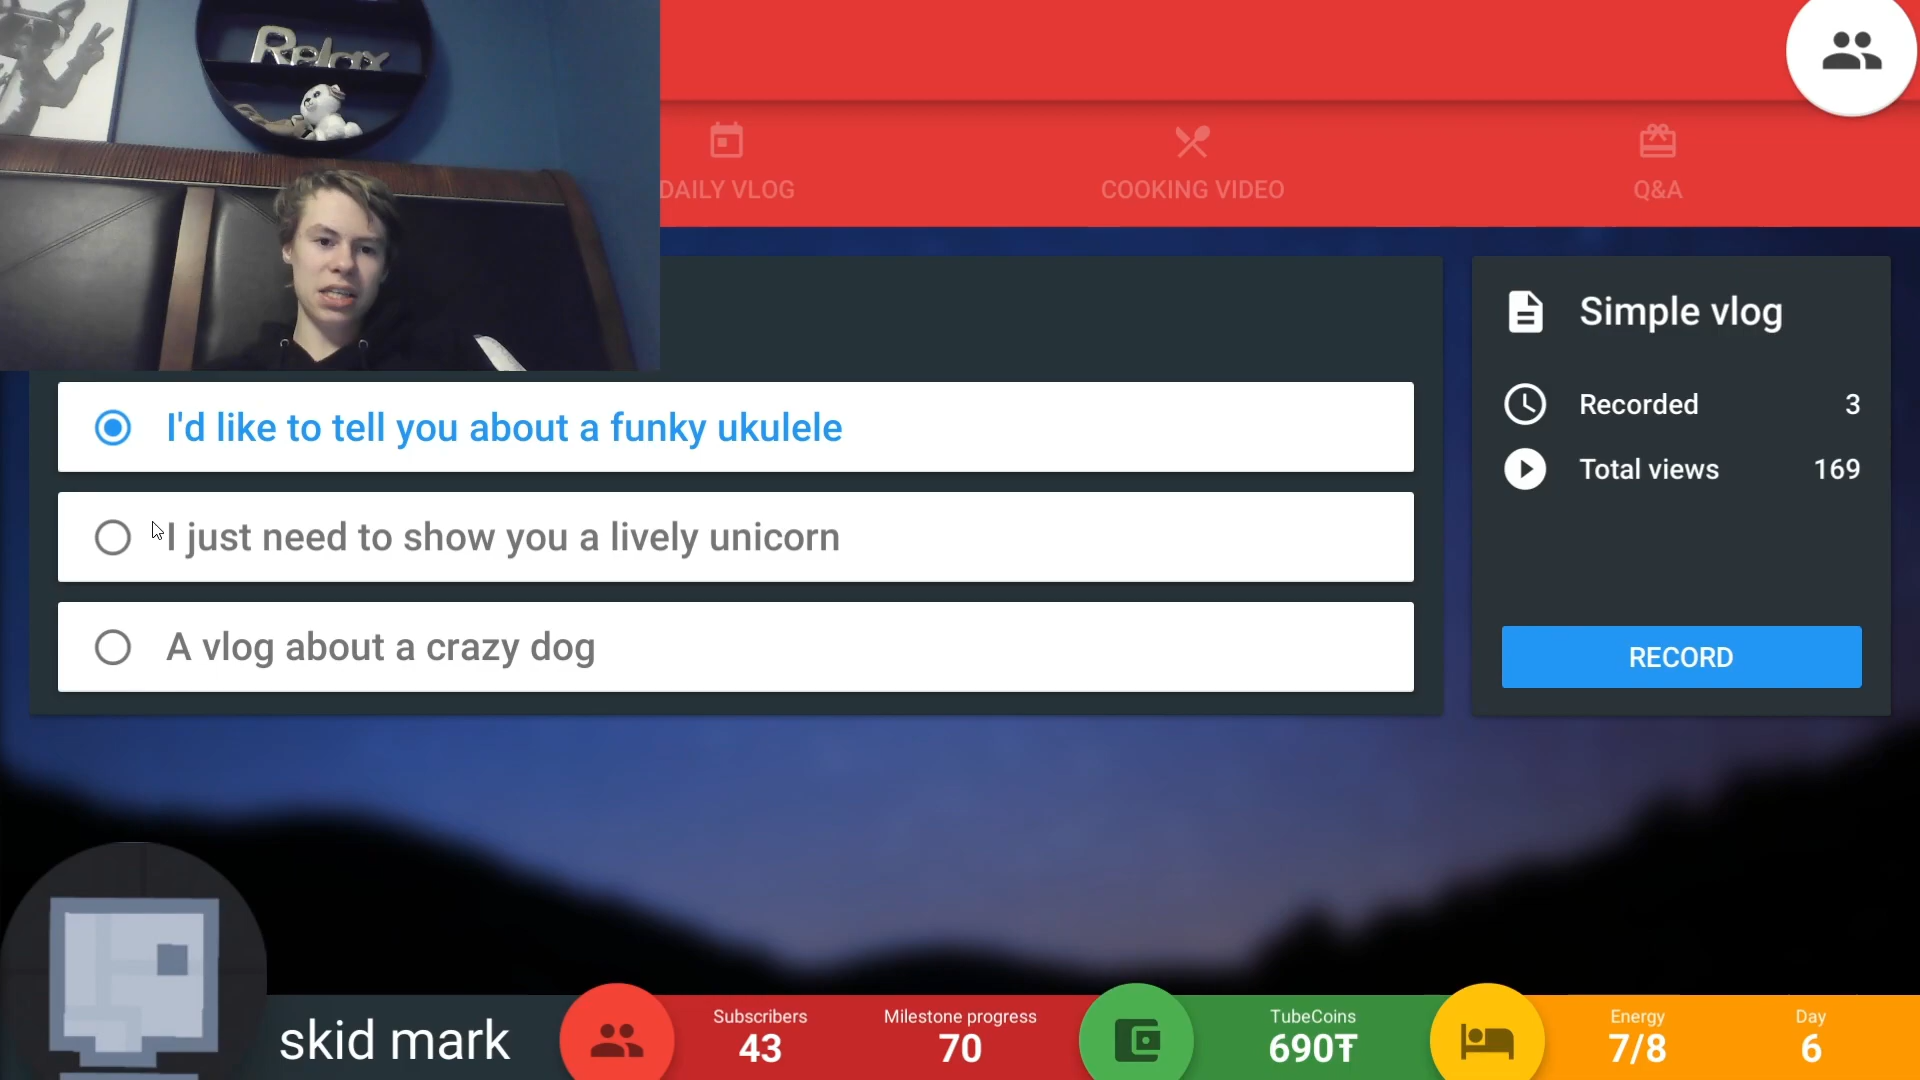 Relax
DAILY VLOG
COOKING VIDEO
Q&A
I'd like to tell you about a funky ukulele
I just need to show you a lively unicorn
A vlog about a crazy dog
Simple vlog
Recorded 3
Total views 169
RECORD
skid mark
Subscribers
43
Milestone progress
70
TubeCoins
690Ŧ
Energy
7/8
Day
6